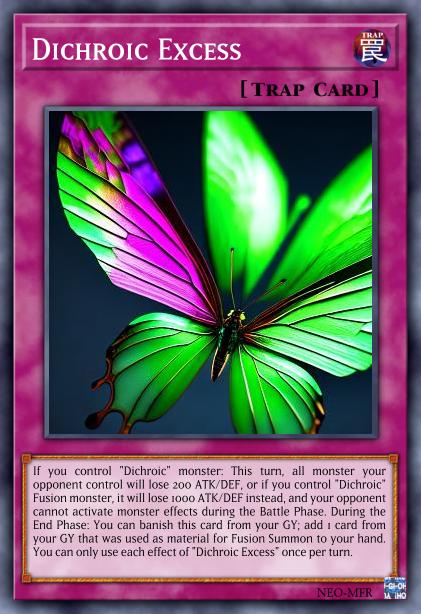 Dichroic Excess
TRAP
罠
[Trap Card]
If you control "Dichroic" monster: This turn, all monster your
opponent control will lose 200 ATK/DEF, or if you control "Dichroic"
Fusion monster, it will lose 1000 ATK/DEF instead, and your opponent
cannot activate monster effects during the Battle Phase. During the
End Phase: You can banish this card from your GY; add 1 card from
your GY that was used as material for Fusion Summon to your hand.
You can only use each effect of "Dichroic Excess" once per turn.
NEO-MFR